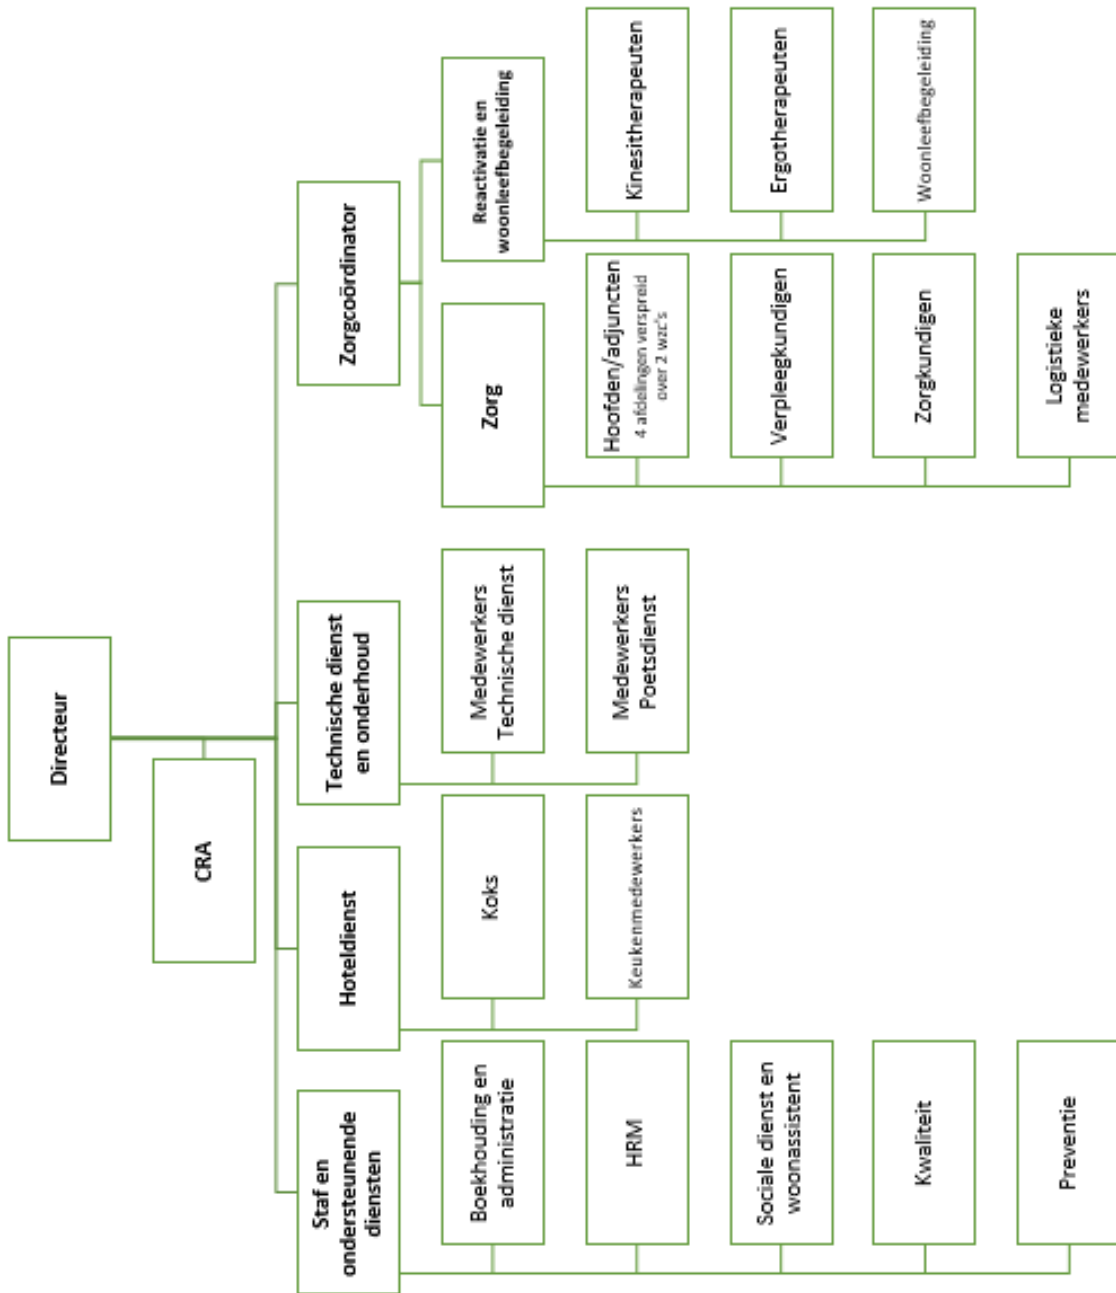 Directeur
CRA
Staf en
ondersteunende
diensten
Hoteldienst
Technische dienst
en onderhoud
Zorgcoördinator
Boekhouding en
administratie
HRM
Sociale dienst en
woonassistent
Kwaliteit
Preventie
Koks
Keukenmedewerkers
Medewerkers
Technische dienst
Medewerkers
Poetsdienst
Zorg
Reactivatie en
woonleefbegeleiding
Hoofden/adjuncten
4 afdelingen verspreid
over 2 wzc's
Verpleegkundigen
Zorgkundigen
Logistieke
medewerkers
Kinesitherapeuten
Ergotherapeuten
Woonleefbegeleiding